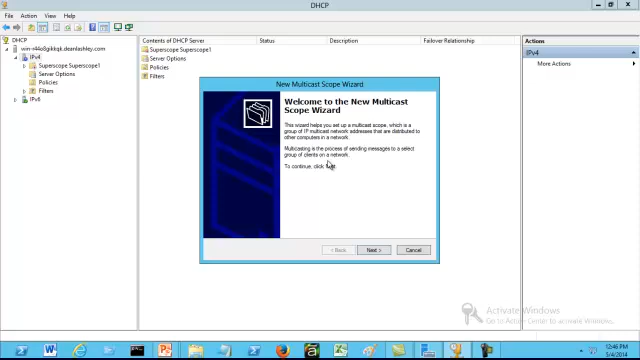 DHCP
File Action View Help
DHCP
win-r44o8gikkgt.deanlashley.com
IPv4
Superscope Superscope1
Server Options
Policies
Filters
IPv6
Contents of DHCP Server Status Description Failover Relationship
Superscope Superscope1
Server Options
Policies
Filters
Actions
IPv4
More Actions
New Multicast Scope Wizard
Welcome to the New Multicast
Scope Wizard
This wizard helps you set up a multicast scope, which is a
group of IP multicast network addresses that are distributed to
other computers in a network.
Multicasting is the process of sending messages to a select
group of clients on a network.
To continue, click Next.
< Back Next > Cancel
Activate Windows
Go to Action Center to activate Windows.
12:46 PM
3/4/2014